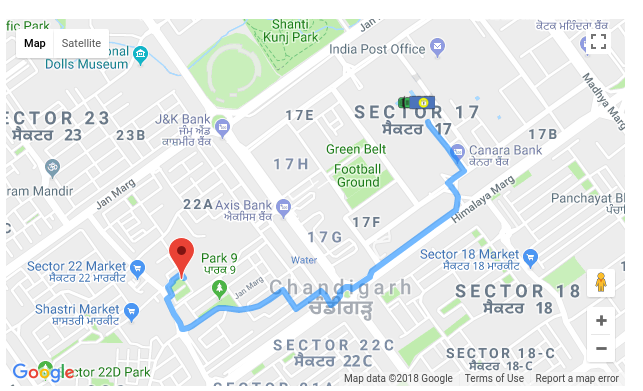 fic Park
Shanti
Kunj Park
ਕੋਟਕ ਮਹਿੰਦਰਾ ਬੈਂਕ
Map
Satellite
Dolls Museum
India Post Office
Madhya Marg
SECTOR 23
ਸੈਕਟਰ 23
23B
J&K Bank
ਜੰਮੂ ਐਂਡ
ਕਾਸ਼ਮੀਰ ਬੈਂਕ
17E
SECTOR 17
ਸੈਕਟਰ 17
17B
Canara Bank
ਕੇਨਰਾ ਬੈਂਕ
Green Belt
17H
Football
Ground
ram Mandir
Jan Marg
22A
Axis Bank
ਐਕਸਿਸ ਬੈਂਕ
Himalaya Marg
Panchayat Bhawan
17F
17G
Water
Park 9
ਪਾਰਕ 9
Sector 22 Market
ਸੈਕਟਰ 22 ਮਾਰਕੀਟ
Sector 18 Market
ਸੈਕਟਰ 18 ਮਾਰਕੀਟ
Jan Marg
Chandigarh
ਚੰਡੀਗੜ੍ਹ
SECTOR 18
ਸੈਕਟਰ 18
Shastri Market
ਸ਼ਾਸਤਰੀ ਮਾਰਕੀਟ
SECTOR 22C
ਸੈਕਟਰ 22C
SECTOR 18-C
ਸੈਕਟਰ 18-C
ector 22D Park
SECTOR 21
Google
Map data ©2018 Google
Terms of Use
Report a map error